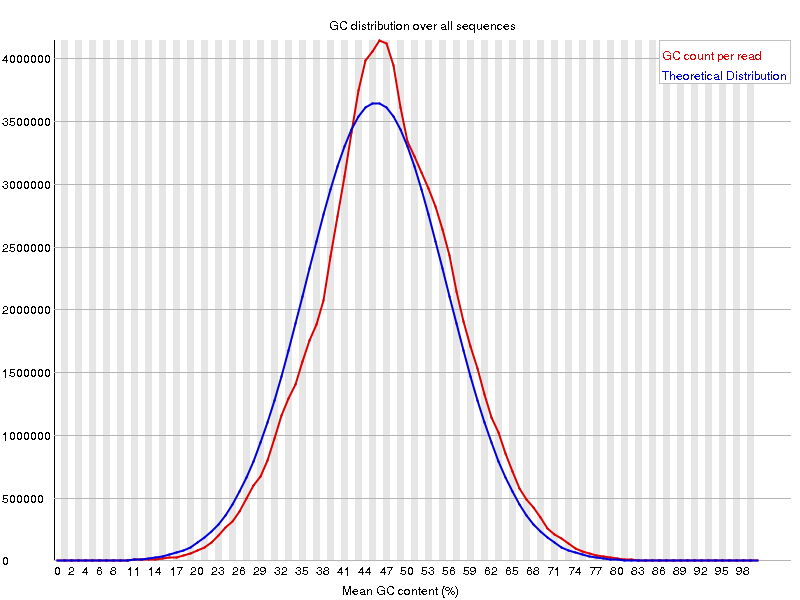 GC distribution over all sequences
GC count per read
Theoretical Distribution
4000000
3500000
3000000
2500000
2000000
1500000
1000000
500000
0
0 2 4 6 8 11 14 17 20 23 26 29 32 35 38 41 44 47 50 53 56 59 62 65 68 71 74 77 80 83 86 89 92 95 98
Mean GC content (%)